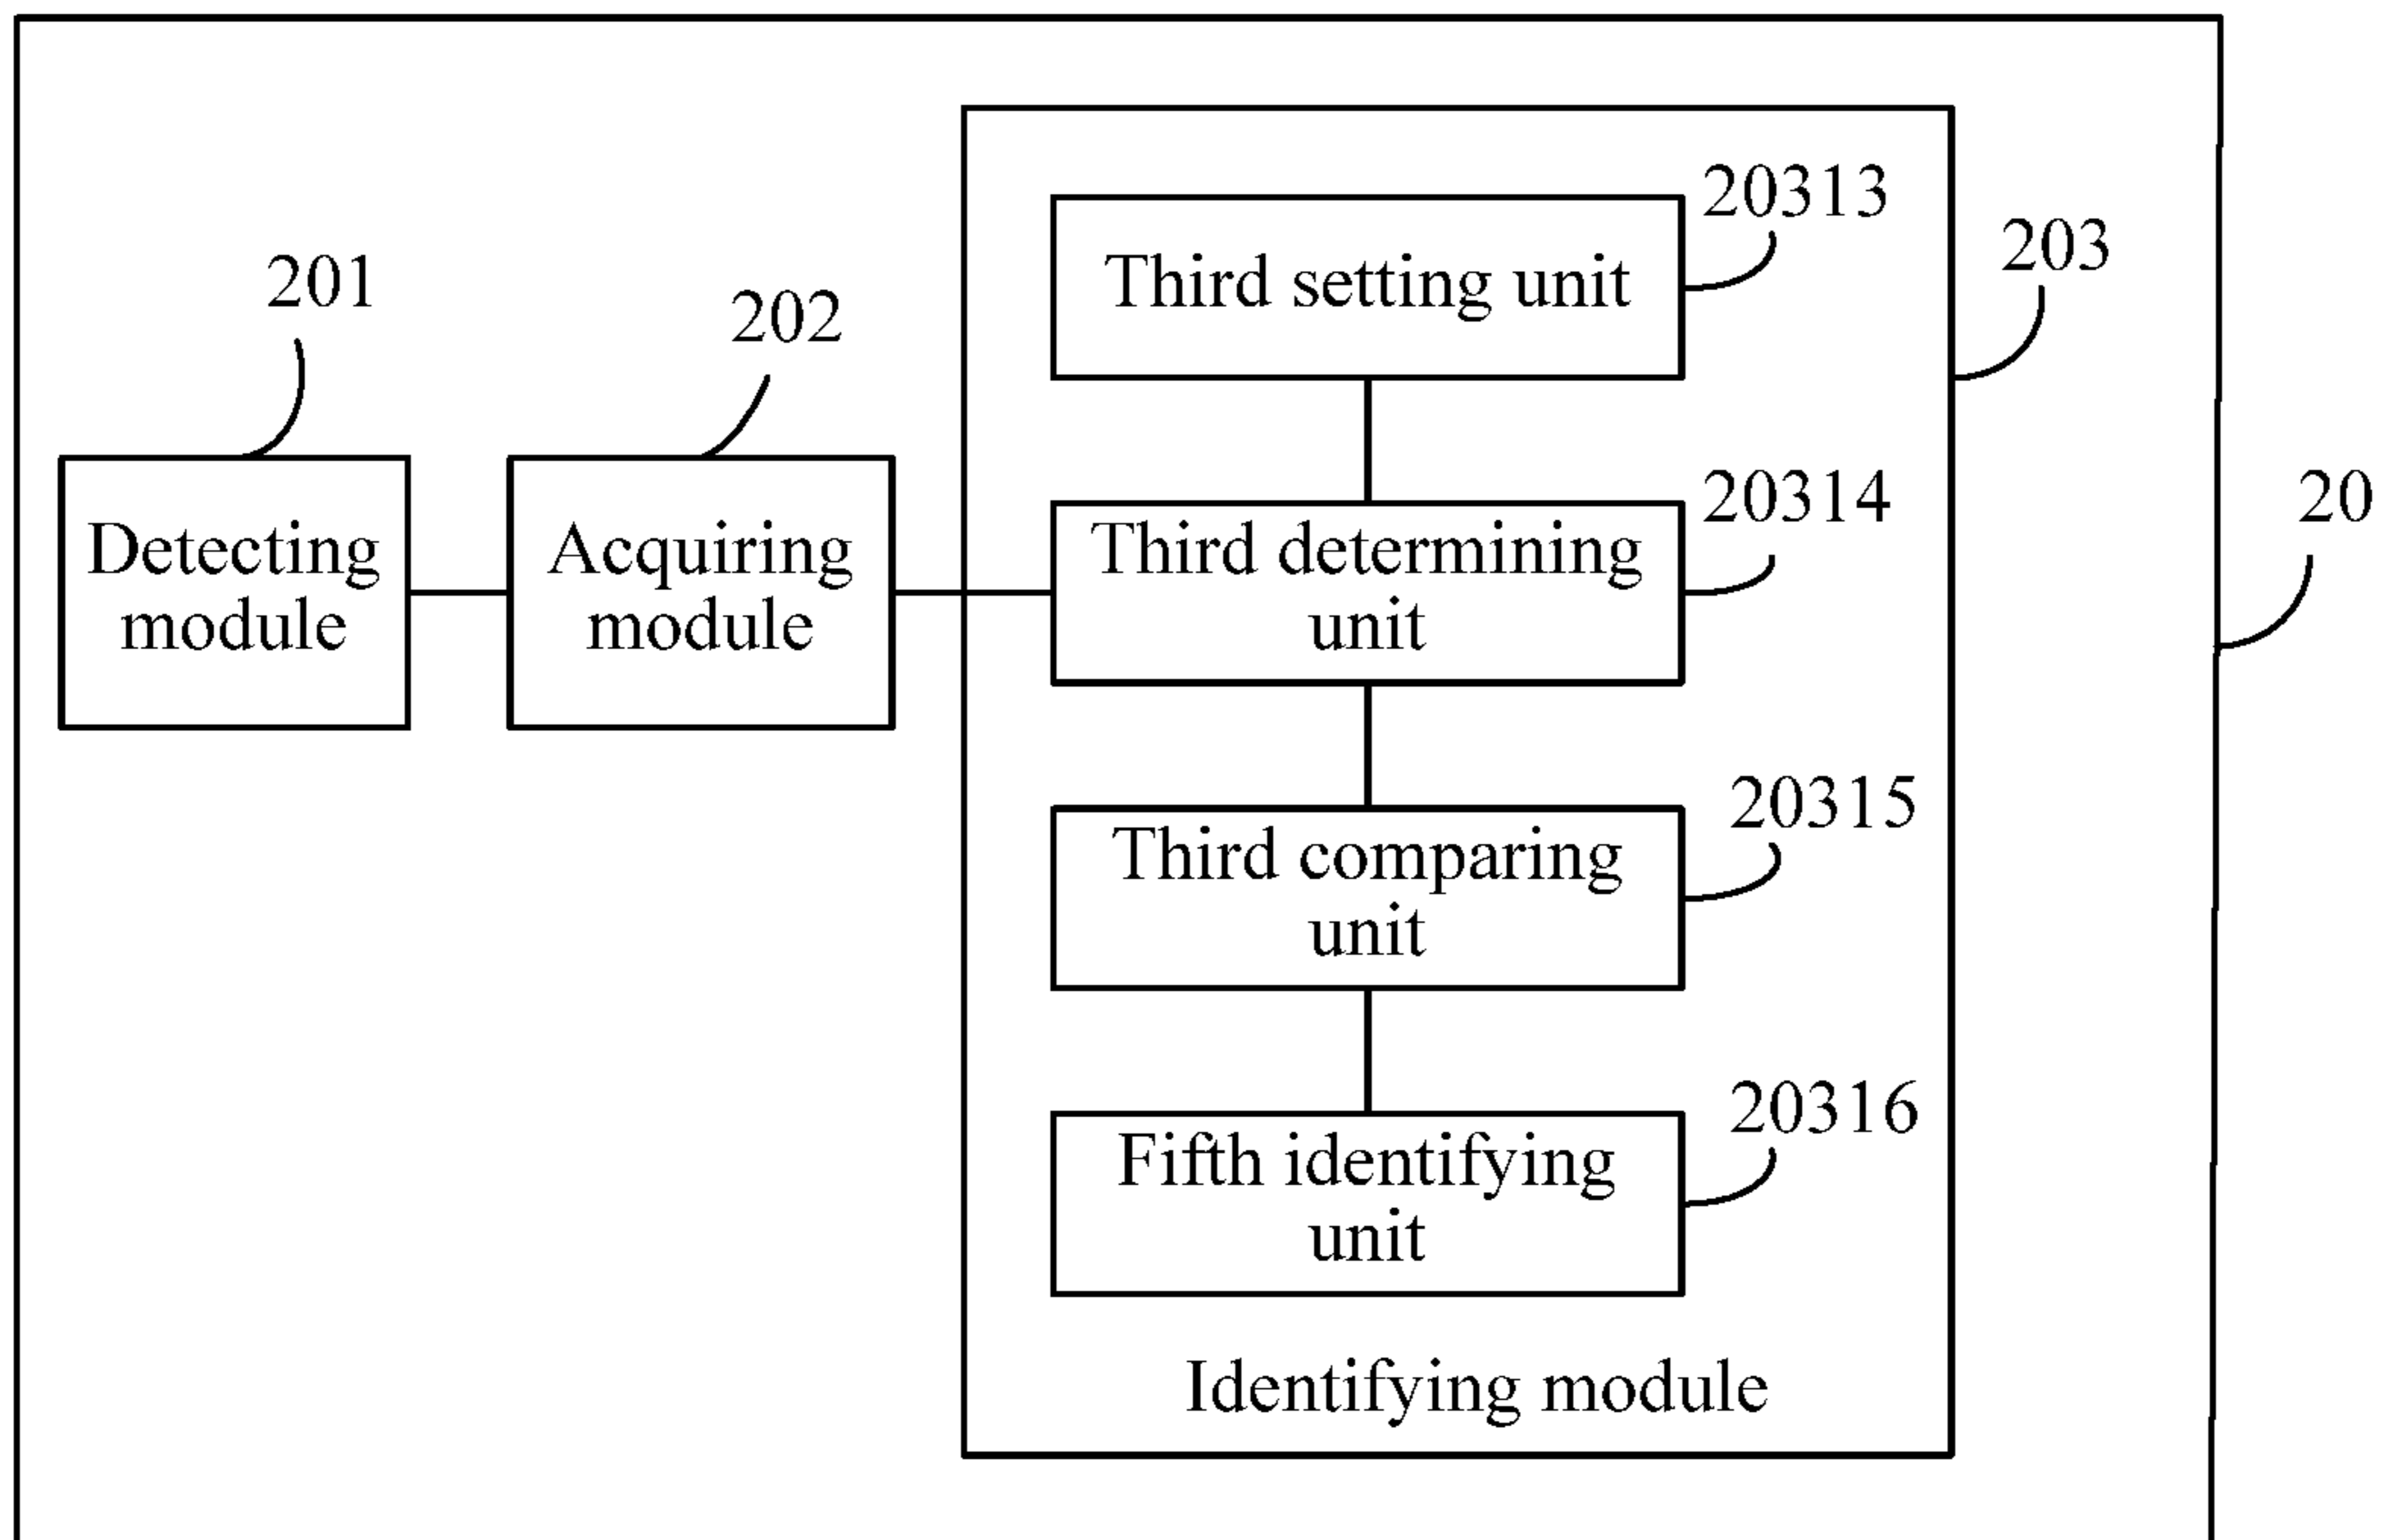 20313
Third setting unit
203
201
202
20314
20
Detecting
module
Acquiring
module
Third determining
unit
20315
Third comparing
unit
20316
Fifth identifying
unit
Identifying module